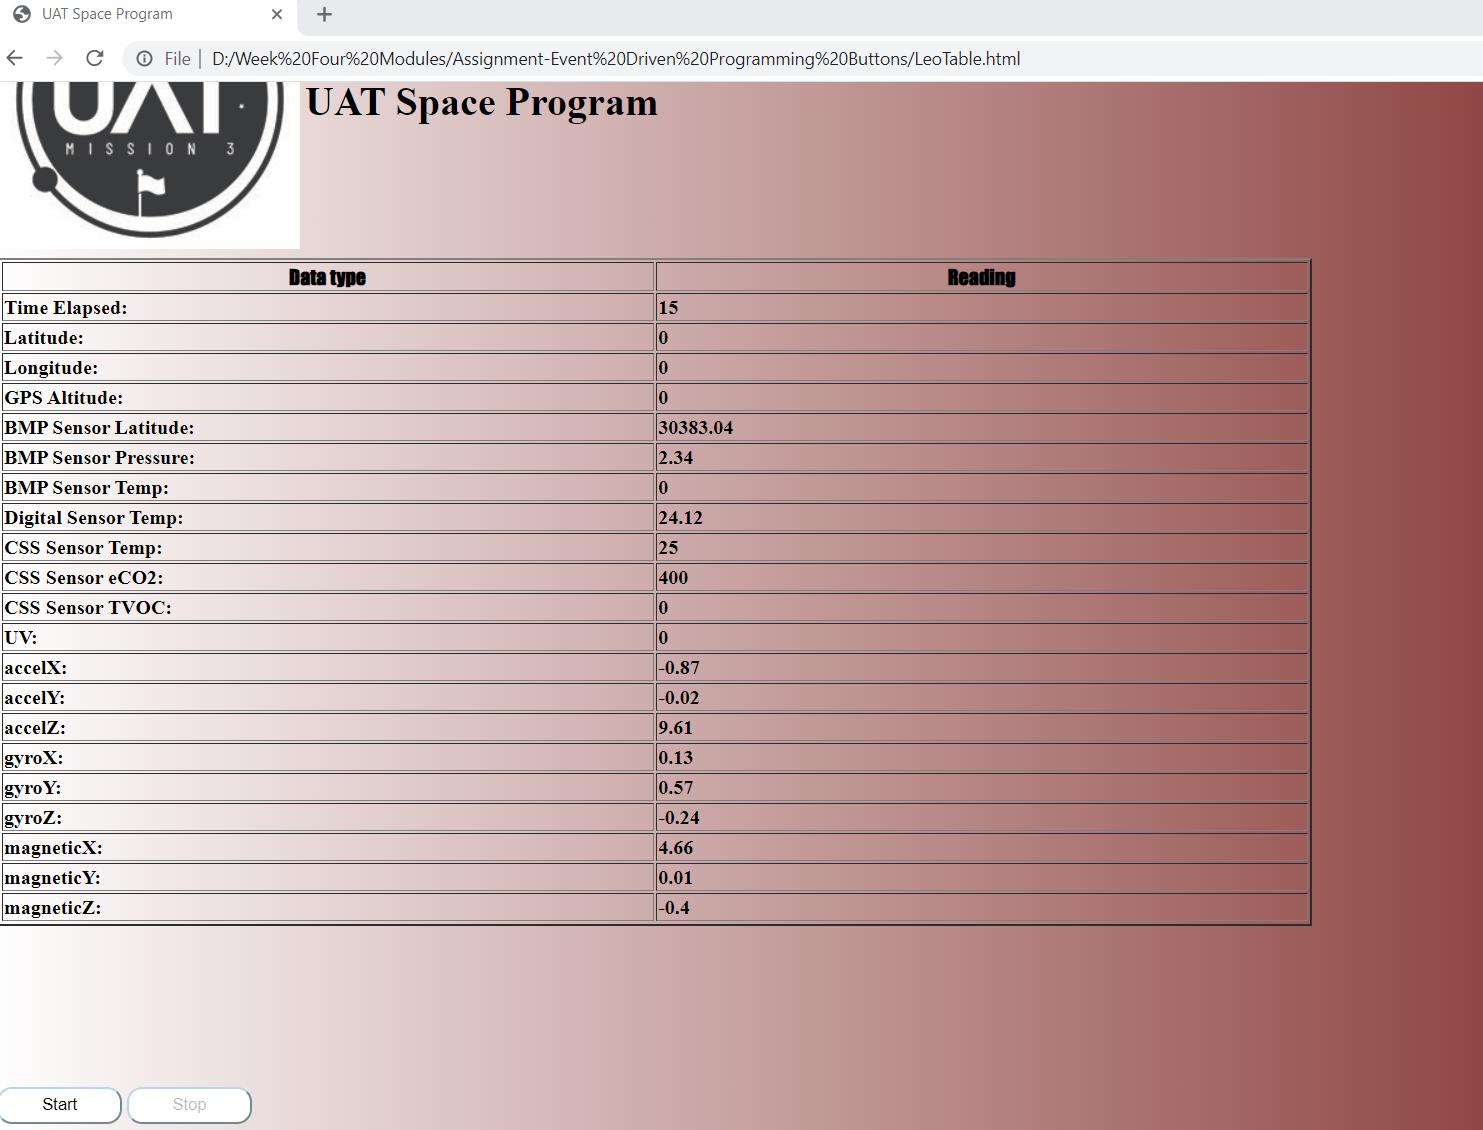 UAT Space Program
File D:/Week%20Four%20Modules/Assignment-Event%20Driven%20Programming%20Buttons/LeoTable.html
UAT
MISSION 3
UAT Space Program
Data type Reading
Time Elapsed: 15
Latitude: 0
Longitude: 0
GPS Altitude: 0
BMP Sensor Latitude: 30383.04
BMP Sensor Pressure: 2.34
BMP Sensor Temp: 0
Digital Sensor Temp: 24.12
CSS Sensor Temp: 25
CSS Sensor eCO2: 400
CSS Sensor TVOC: 0
UV: 0
accelX: -0.87
accelY: -0.02
accelZ: 9.61
gyroX: 0.13
gyroY: 0.57
gyroZ: -0.24
magneticX: 4.66
magneticY: 0.01
magneticZ: -0.4
Start Stop